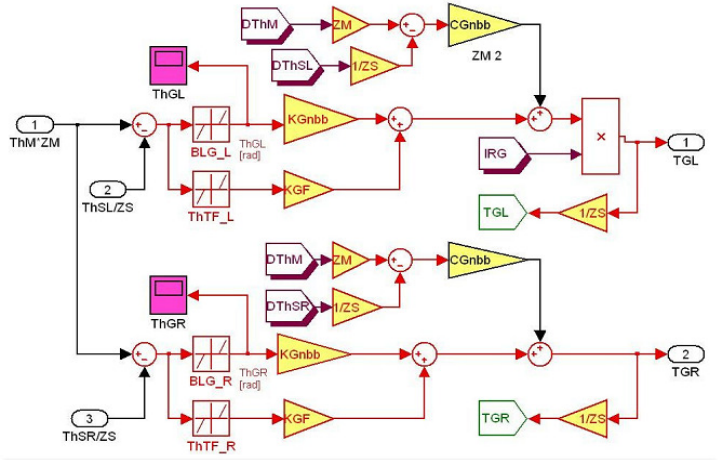 DThM
ZM
CGnbb
DThSL
1/ZS
ZM 2
ThGL
1
ThM*ZM
BLG_L
ThGL
[rad]
KGnbb
×
1
TGL
IRG
2
ThSL/ZS
ThTF_L
KGF
TGL
1/ZS
DThM
ZM
CGnbb
DThSR
1/ZS
ThGR
BLG_R
ThGR
[rad]
KGnbb
2
TGR
3
ThSR/ZS
ThTF_R
KGF
TGR
1/ZS